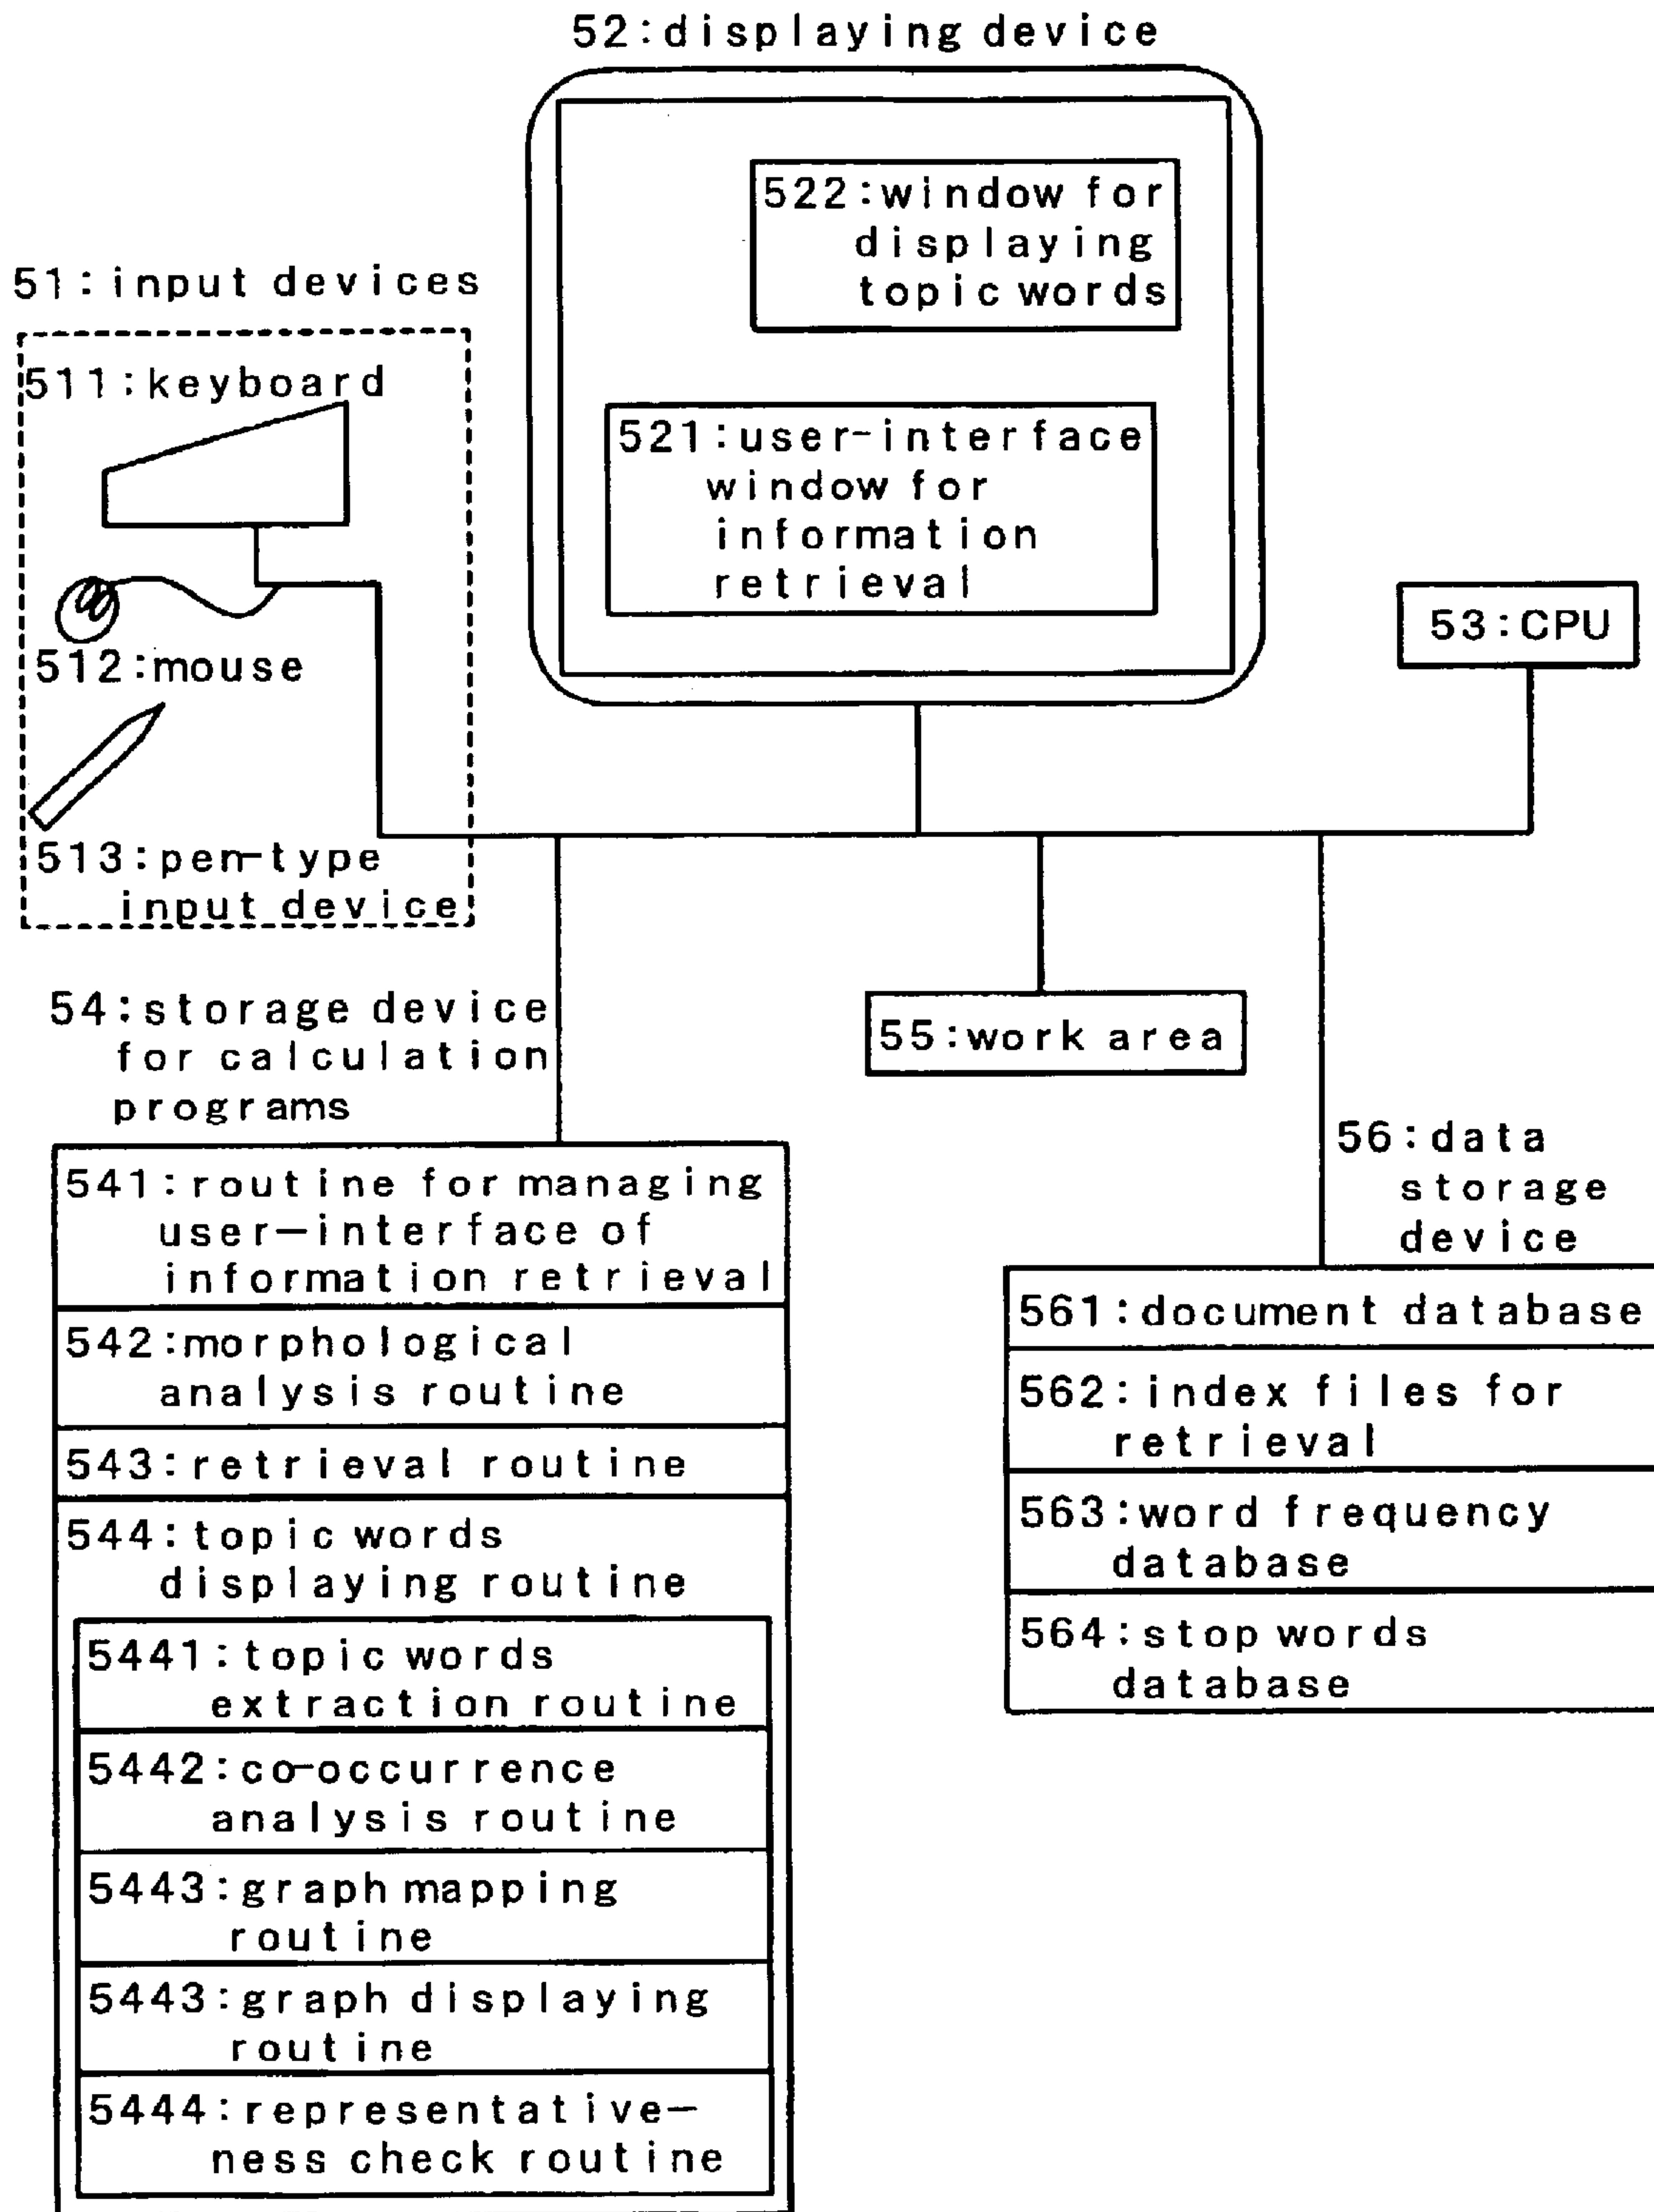 52:displaying device
522:window for
displaying
topic words
51:input devices
511:keyboard
521:user-interface
window for
information
retrieval
53:CPU
512:mouse
513:pen-type
input device
54:storage device
for calculation
programs
55:work area
56:data
storage
device
541:routine for managing
user-interface of
information retrieval
542:morphological
analysis routine
543:retrieval routine
544:topic words
displaying routine
5441:topic words
extraction routine
5442:co-occurrence
analysis routine
5443:graph mapping
routine
5443:graph displaying
routine
5444:representative-
ness check routine
561:document database
562:index files for
retrieval
563:word frequency
database
564:stop words
database